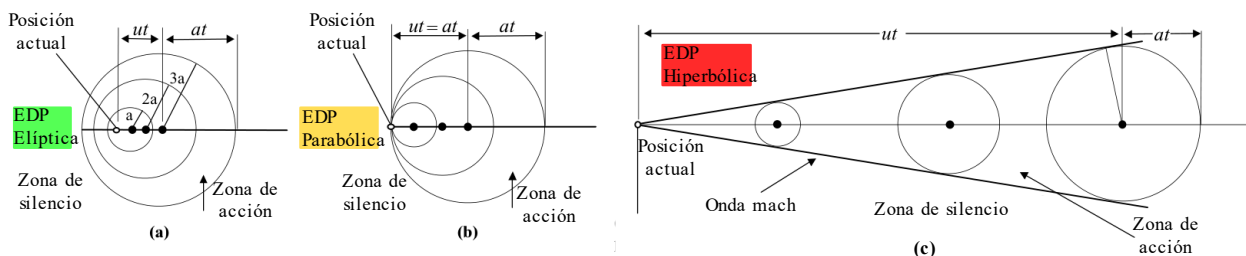 Posición
actual
ut
at
a
2a
3a
EDP
Elíptica
Zona de
silencio
Zona de
acción
(a)
Posición
actual
ut = at
at
EDP
Parabólica
Zona de
silencio
Zona de
acción
(b)
ut
at
EDP
Hiperbólica
Posición
actual
Onda mach
Zona de silencio
Zona de
acción
(c)